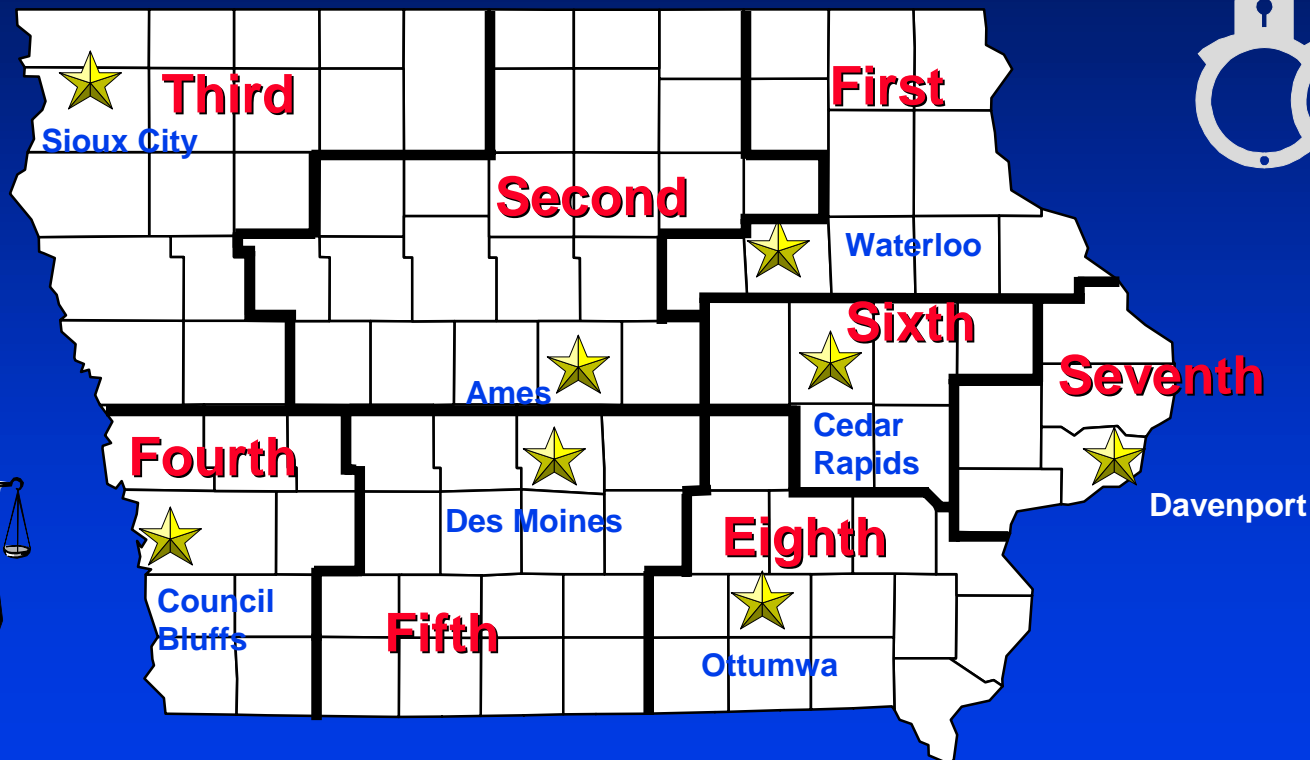 Third
First
Sioux City
Second
Waterloo
Sixth
Seventh
Ames
Cedar
Rapids
Fourth
Davenport
Des Moines
Eighth
Council
Bluffs
Fifth
Ottumwa